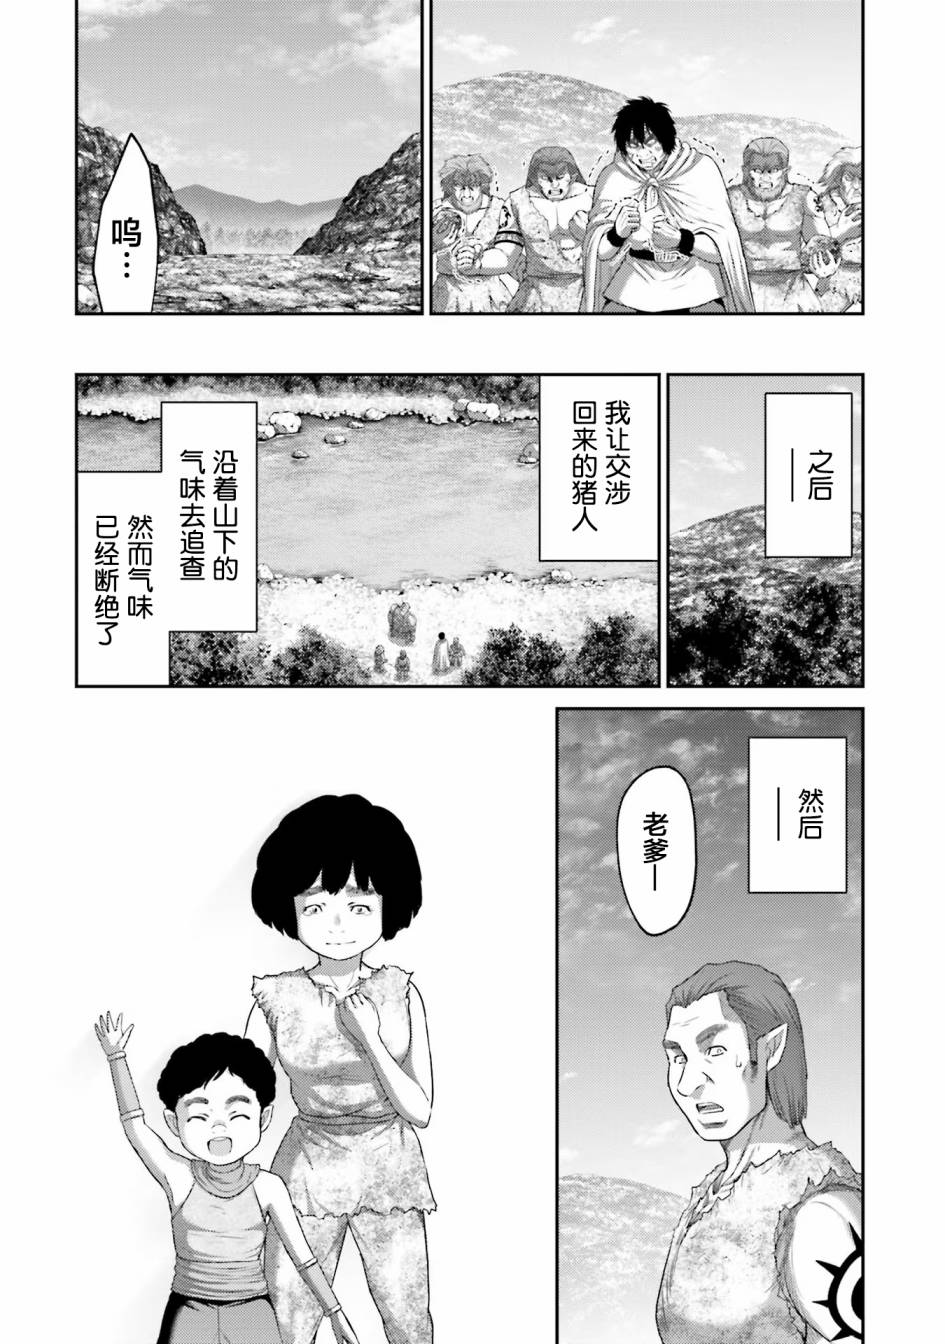 呜…
之后
——
我让交涉
回来的猪人
沿着山下的
气味去追查
然而气味
已经断绝了
然后
——
老爹—